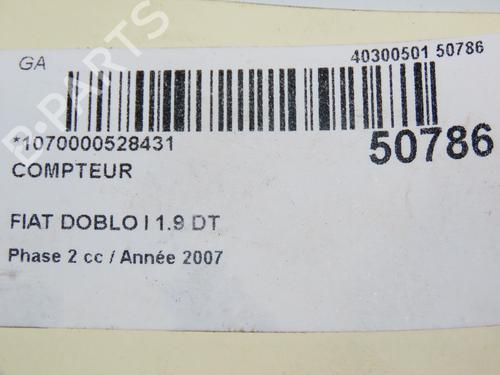 GA
40300501 50786
*1070000528431
50786
COMPTEUR
FIAT DOBLO I 1.9 DT
Phase 2 cc / Année 2007
B-PARTS